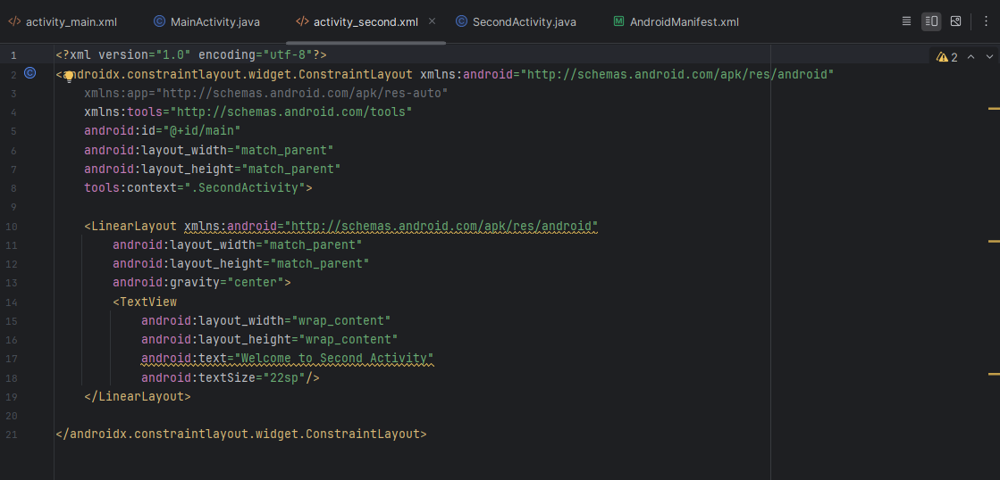 activity_main.xml MainActivity.java activity_second.xml SecondActivity.java AndroidManifest.xml
1 <?xml version="1.0" encoding="utf-8"?>
2
2 <androidx.constraintlayout.widget.ConstraintLayout xmlns:android="http://schemas.android.com/apk/res/android"
3 xmlns:app="http://schemas.android.com/apk/res-auto"
4 xmlns:tools="http://schemas.android.com/tools"
5 android:id="@+id/main"
6 android:layout_width="match_parent"
7 android:layout_height="match_parent"
8 tools:context=".SecondActivity">
9
10 <LinearLayout xmlns:android="http://schemas.android.com/apk/res/android"
11 android:layout_width="match_parent"
12 android:layout_height="match_parent"
13 android:gravity="center">
14 <TextView
15 android:layout_width="wrap_content"
16 android:layout_height="wrap_content"
17 android:text="Welcome to Second Activity"
18 android:textSize="22sp"/>
19 </LinearLayout>
20
21 </androidx.constraintlayout.widget.ConstraintLayout>